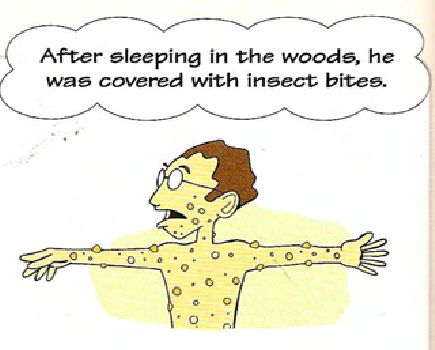 After sleeping in the woods, he
was covered with insect bites.